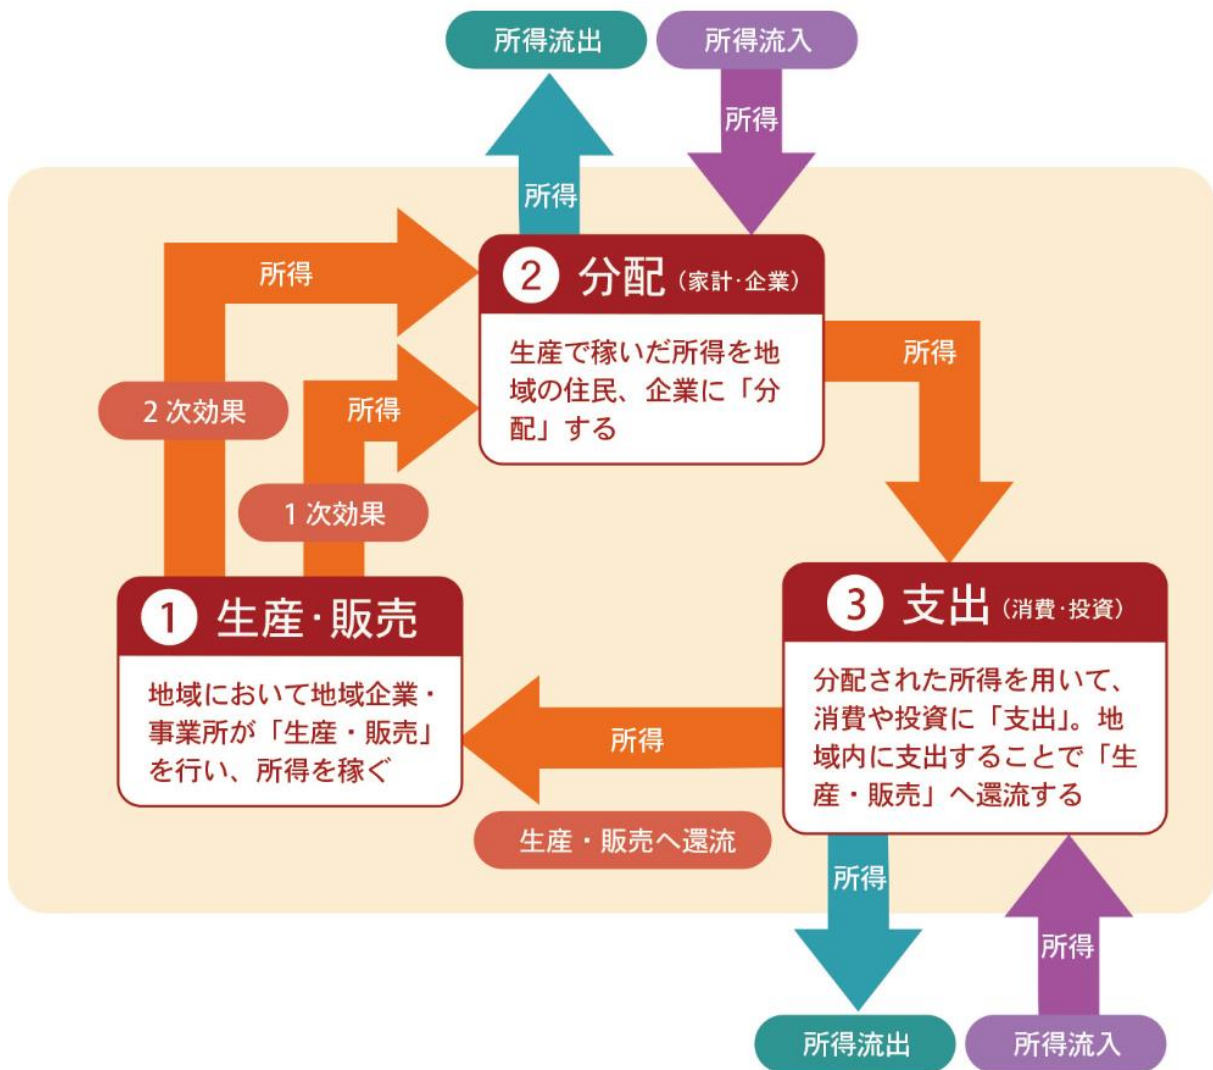 所得流出
所得流入
所得
所得
所得
2次効果
所得
1次効果
2 分配（家計・企業）
生産で稼いだ所得を地
域の住民、企業に「分
配」する
所得
1 生産・販売
地域において地域企業・
事業所が「生産・販売」
を行い、所得を稼ぐ
3 支出（消費・投資）
分配された所得を用いて、
消費や投資に「支出」。地
域内に支出することで「生
産・販売」へ還流する
所得
生産・販売へ還流
所得
所得
所得流出
所得流入